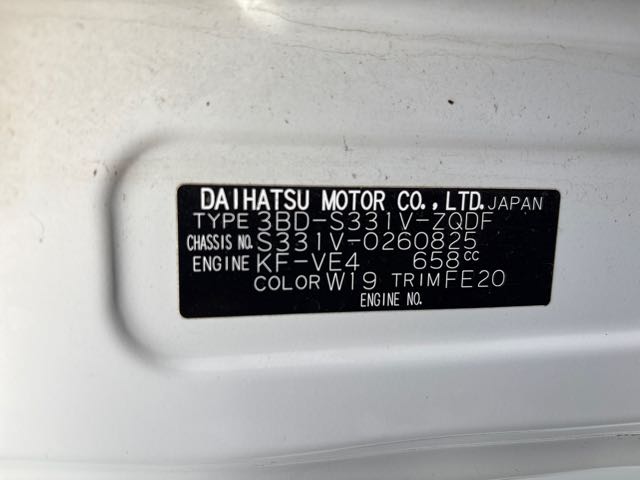 DAIHATSU MOTOR CO.,LTD. JAPAN
TYPE 3BD-S331V-ZQDF
CHASSIS NO. S331V-0260825
ENGINE KF-VE4 658cc
COLOR W19 TRIM FE20
ENGINE NO.